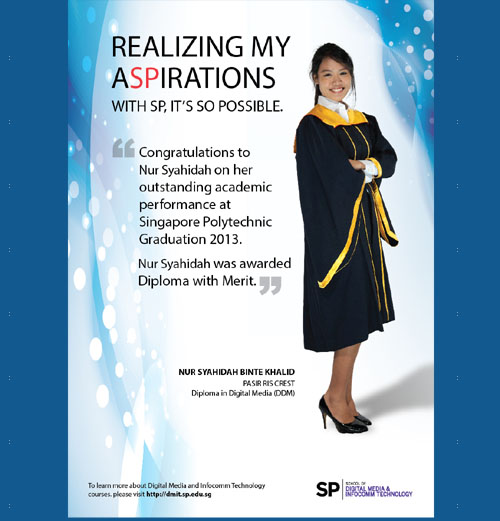 REALIZING MY
ASPIRATIONS
WITH SP, IT'S SO POSSIBLE.
“ Congratulations to
Nur Syahidah on her
outstanding academic
performance at
Singapore Polytechnic
Graduation 2013.
Nur Syahidah was awarded
Diploma with Merit. ”
NUR SYAHIDAH BINTE KHALID
PASIR RIS CREST
Diploma in Digital Media (DDM)
To learn more about Digital Media and Infocomm Technology
courses, please visit http://dmit.sp.edu.sg
SP
SCHOOL OF
DIGITAL MEDIA &
INFOCOMM TECHNOLOGY